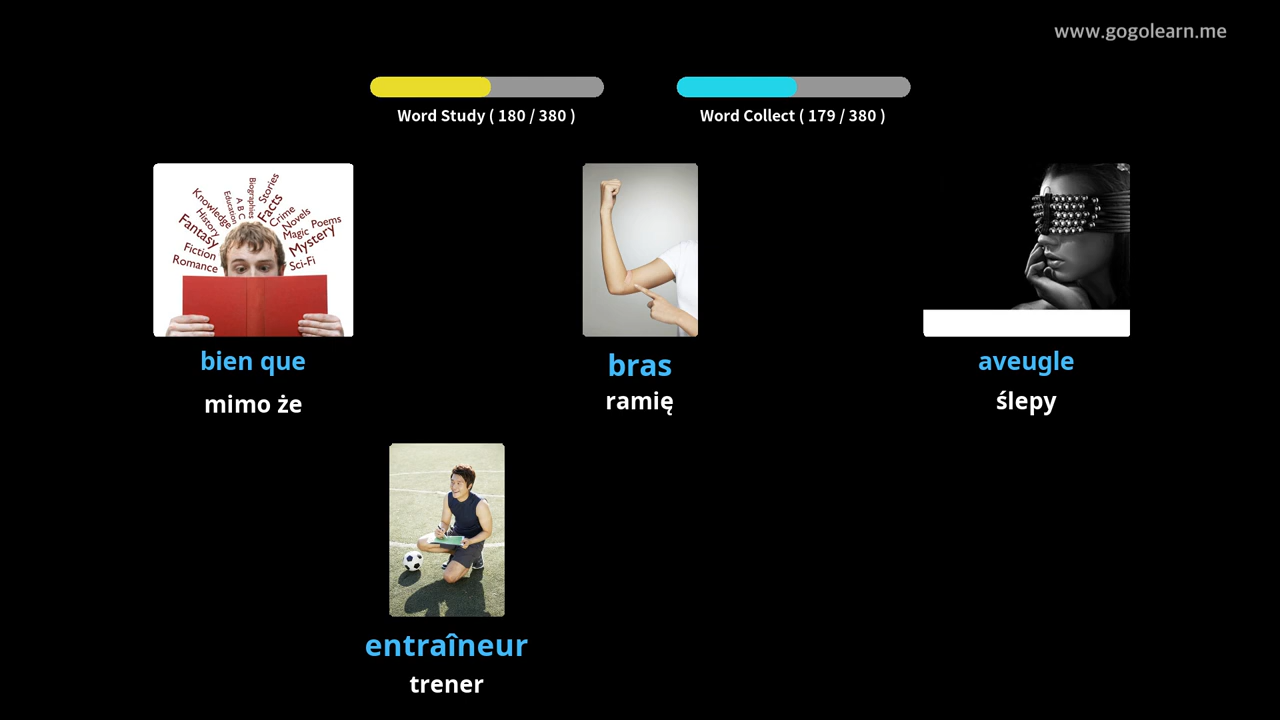 www.gogolearn.me
Word Study ( 180 / 380 )
Word Collect ( 179 / 380 )
Knowledge
History
Fantasy
Fiction
Romance
Education
A B C
Biographies
Stories
Facts
Crime
Novels
Magic
Poems
Mystery
Sci-Fi
bien que
mimo że
bras
ramię
aveugle
ślepy
entraîneur
trener